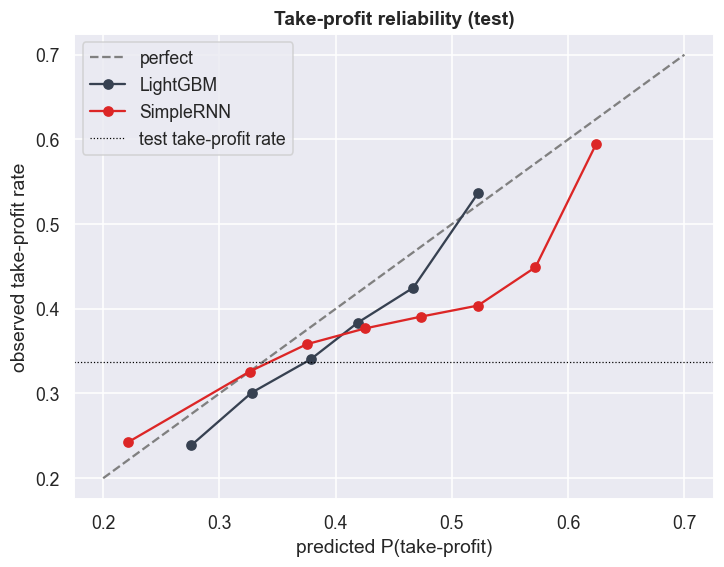 Take-profit reliability (test)
perfect
LightGBM
SimpleRNN
test take-profit rate
observed take-profit rate
0.7
0.6
0.5
0.4
0.3
0.2
0.2 0.3 0.4 0.5 0.6 0.7
predicted P(take-profit)